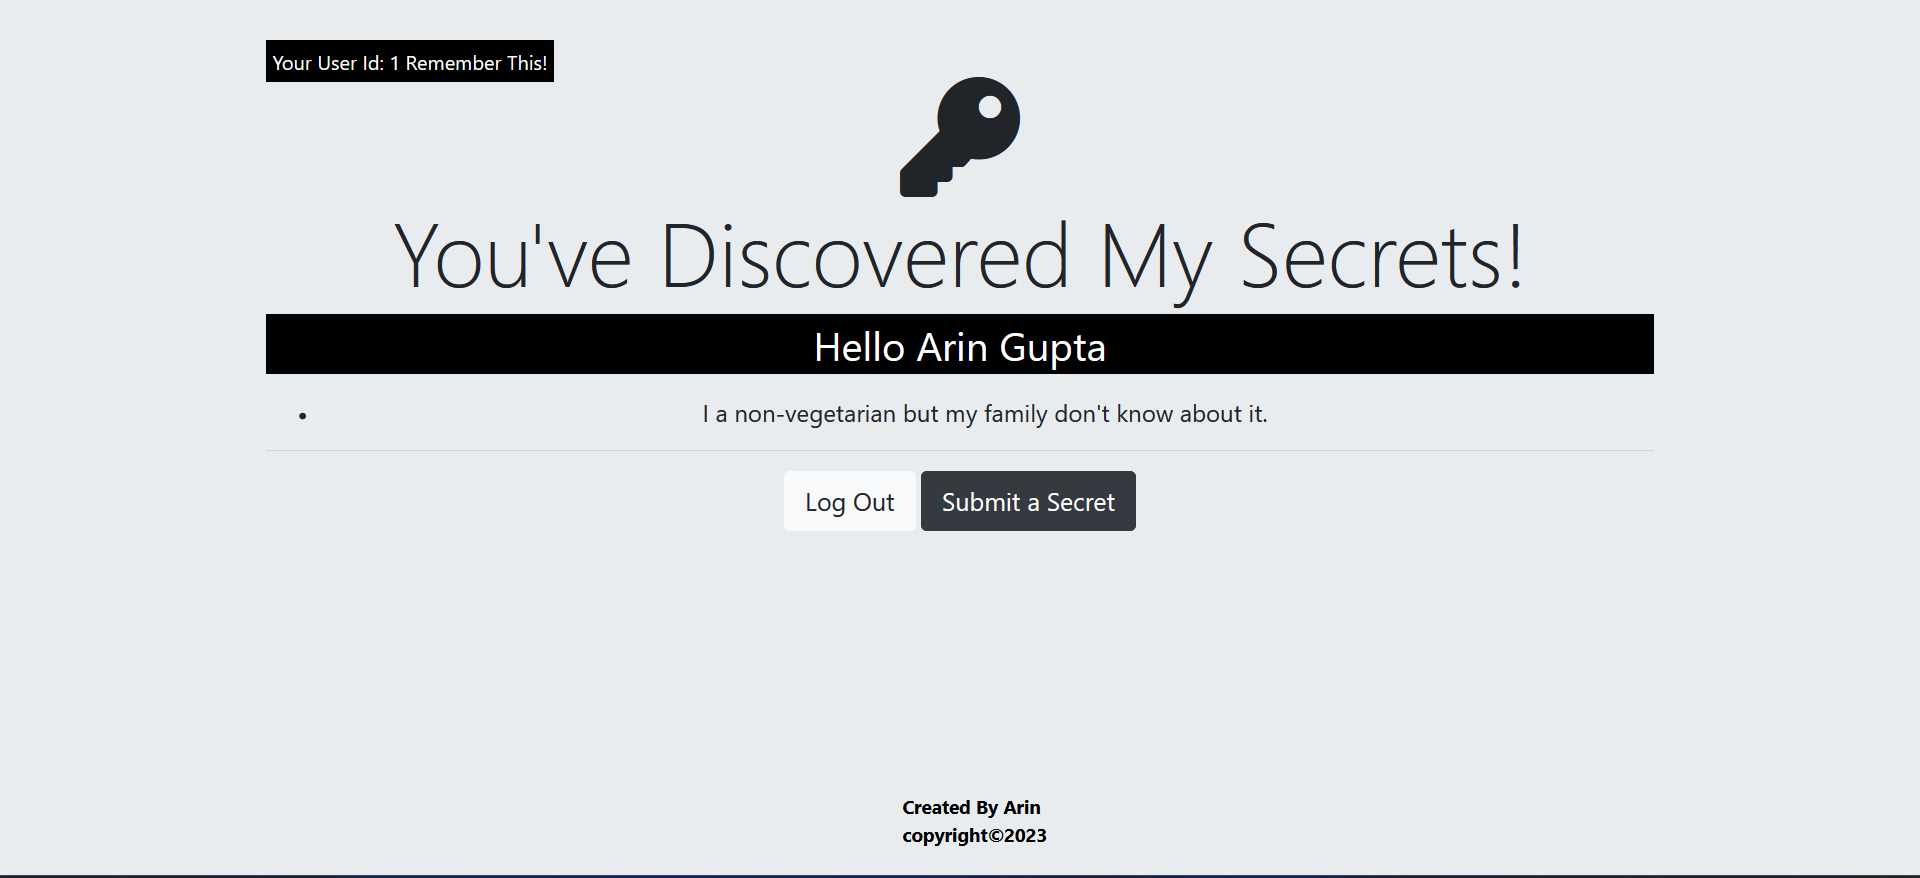 Your User Id: 1 Remember This!
You've Discovered My Secrets!
Hello Arin Gupta
• I a non-vegetarian but my family don't know about it.
Log Out
Submit a Secret
Created By Arin
copyright©2023